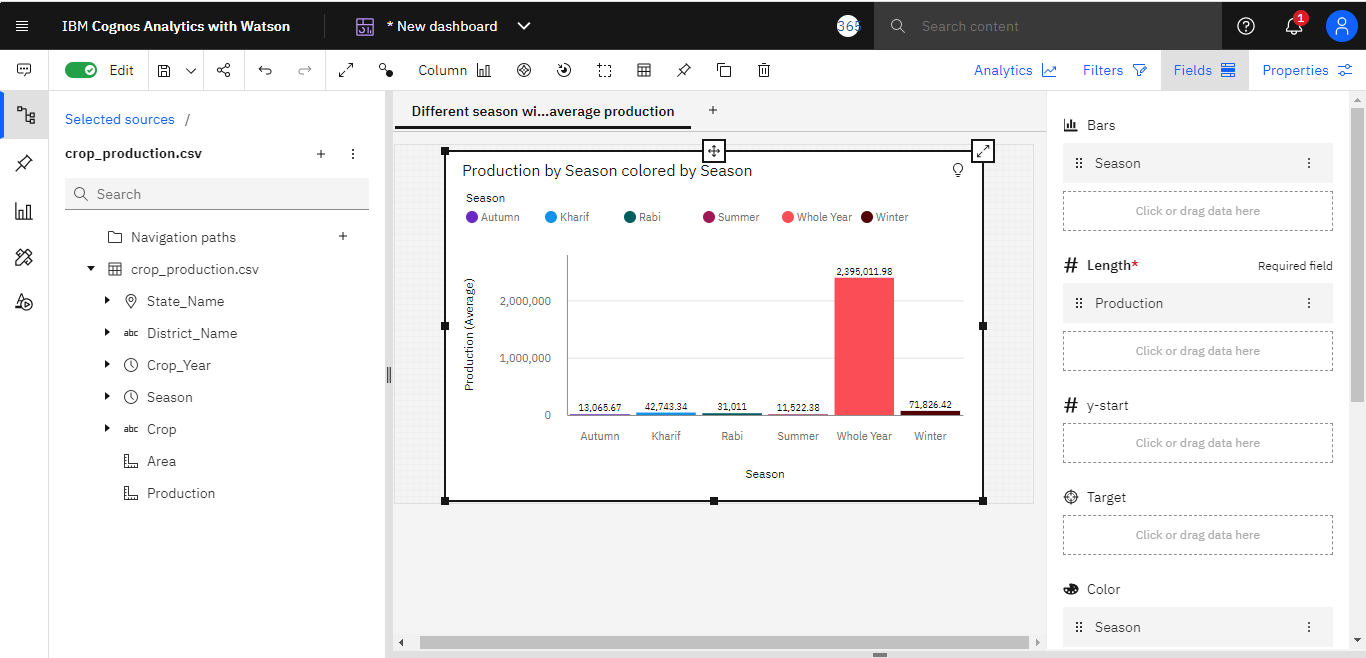 IBM Cognos Analytics with Watson
* New dashboard
365
Search content
1
Edit
Column
Analytics
Filters
Fields
Properties
Selected sources /
crop_production.csv
Search
Navigation paths
crop_production.csv
State_Name
abc District_Name
Crop_Year
Season
abc Crop
Area
Production
Different season wi...average production
Production by Season colored by Season
Season
Autumn Kharif Rabi Summer Whole Year Winter
Production (Average)
2,000,000
1,000,000
0
13,065.67 42,743.34 31,011 11,522.38 2,395,011.98 71,826.42
Autumn Kharif Rabi Summer Whole Year Winter
Season
Bars
Season
Click or drag data here
# Length* Required field
Production
Click or drag data here
# y-start
Click or drag data here
Target
Click or drag data here
Color
Season